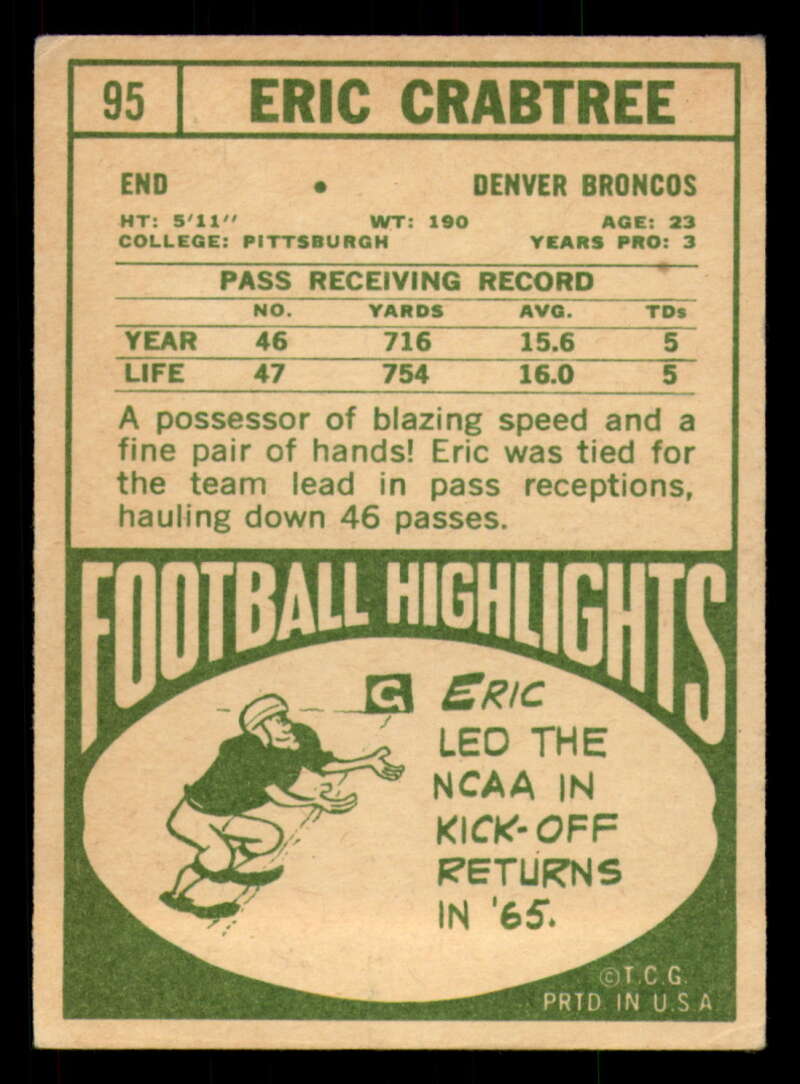 95 ERIC CRABTREE
END • DENVER BRONCOS
HT: 5'11" WT: 190 AGE: 23
COLLEGE: PITTSBURGH YEARS PRO: 3
PASS RECEIVING RECORD
NO. YARDS AVG. TDs
YEAR 46 716 15.6 5
LIFE 47 754 16.0 5
A possessor of blazing speed and a
fine pair of hands! Eric was tied for
the team lead in pass receptions,
hauling down 46 passes.
FOOTBALL HIGHLIGHTS
G ERIC
LED THE
NCAA IN
KICK-OFF
RETURNS
IN '65.
©T.C.G.
PRTD. IN U.S.A